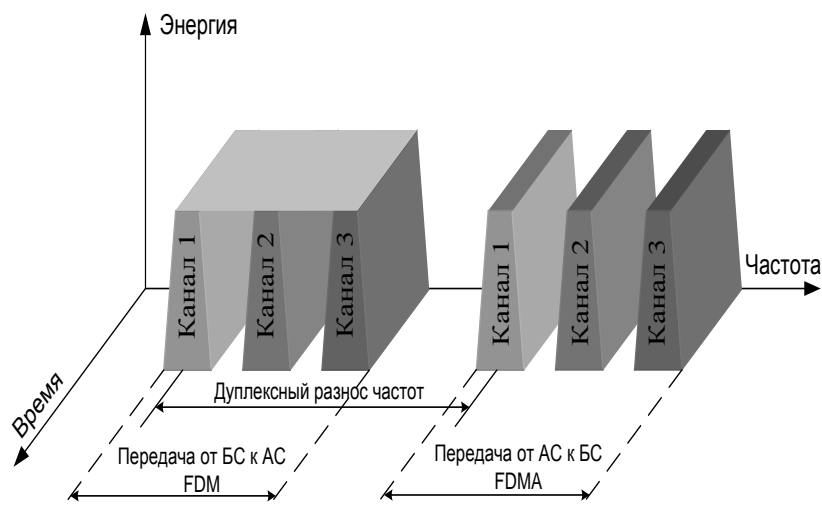 Энергия
Канал 1
Канал 2
Канал 3
Канал 1
Канал 2
Канал 3
Частота
Время
Дуплексный разнос частот
Передача от БС к АС
FDM
Передача от АС к БС
FDMA